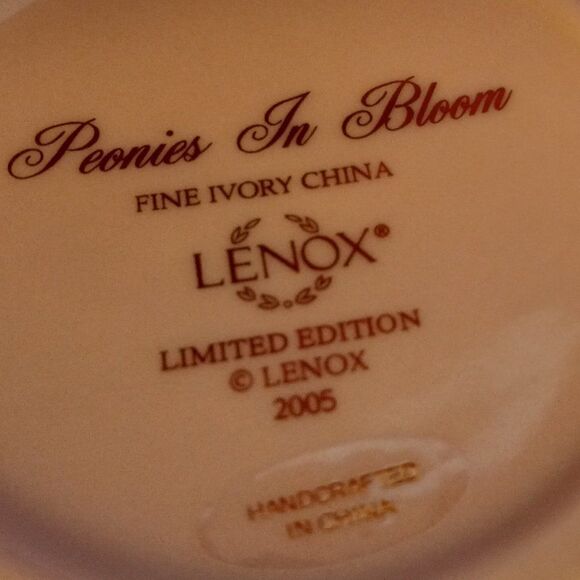 Peonies In Bloom
FINE IVORY CHINA
LENOX®
LIMITED EDITION
© LENOX
2005
HANDCRAFTED
IN CHINA